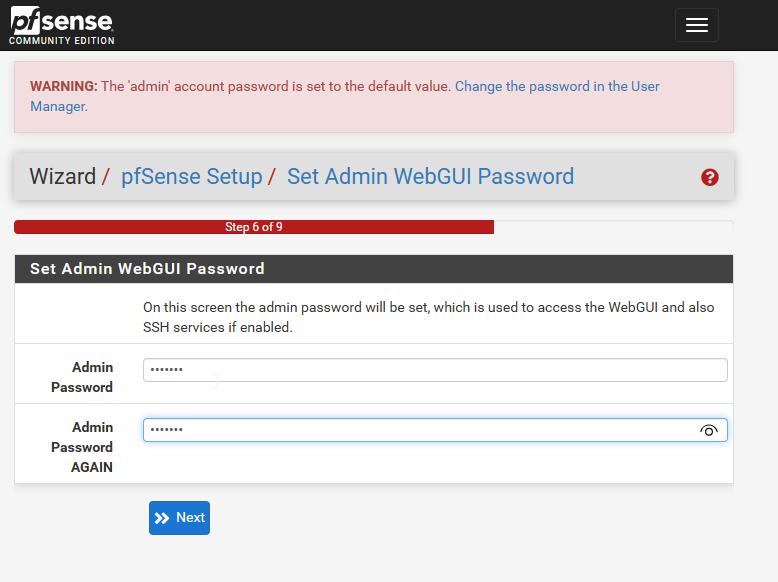 pfsense
COMMUNITY EDITION
WARNING: The 'admin' account password is set to the default value. Change the password in the User
Manager.
Wizard / pfSense Setup / Set Admin WebGUI Password
Step 6 of 9
Set Admin WebGUI Password
On this screen the admin password will be set, which is used to access the WebGUI and also
SSH services if enabled.
Admin
Password
•••••••
Admin
Password
AGAIN
•••••••
Next